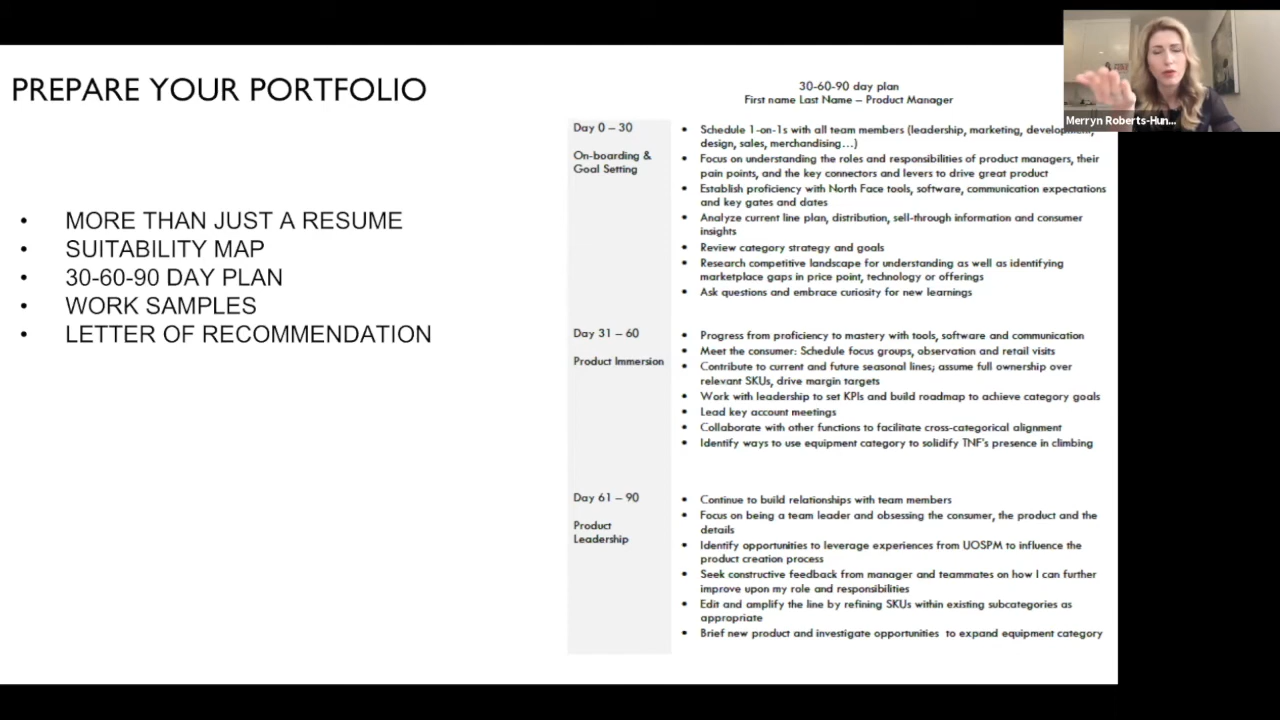 PREPARE YOUR PORTFOLIO
• MORE THAN JUST A RESUME
• SUITABILITY MAP
• 30-60-90 DAY PLAN
• WORK SAMPLES
• LETTER OF RECOMMENDATION
30-60-90 day plan
First name Last Name – Product Manager
Day 0 – 30
On-boarding &
Goal Setting
• Schedule 1-on-1s with all team members (leadership, marketing, development,
design, sales, merchandising…)
• Focus on understanding the roles and responsibilities of product managers, their
pain points, and the key connectors and levers to drive great product
• Establish proficiency with North Face tools, software, communication expectations
and key gates and dates
• Analyze current line plan, distribution, sell-through information and consumer
insights
• Review category strategy and goals
• Research competitive landscape for understanding as well as identifying
marketplace gaps in price point, technology or offerings
• Ask questions and embrace curiosity for new learnings
Day 31 – 60
Product Immersion
• Progress from proficiency to mastery with tools, software and communication
• Meet the consumer: Schedule focus groups, observation and retail visits
• Contribute to current and future seasonal lines; assume full ownership over
relevant SKUs, drive margin targets
• Work with leadership to set KPIs and build roadmap to achieve category goals
• Lead key account meetings
• Collaborate with other functions to facilitate cross-categorical alignment
• Identify ways to use equipment category to solidify TNF's presence in climbing
Day 61 – 90
Product
Leadership
• Continue to build relationships with team members
• Focus on being a team leader and obsessing the consumer, the product and the
details
• Identify opportunities to leverage experiences from UOSPM to influence the
product creation process
• Seek constructive feedback from manager and teammates on how I can further
improve upon my role and responsibilities
• Edit and amplify the line by refining SKUs within existing subcategories as
appropriate
• Brief new product and investigate opportunities to expand equipment category
Merryn Roberts-Hun...